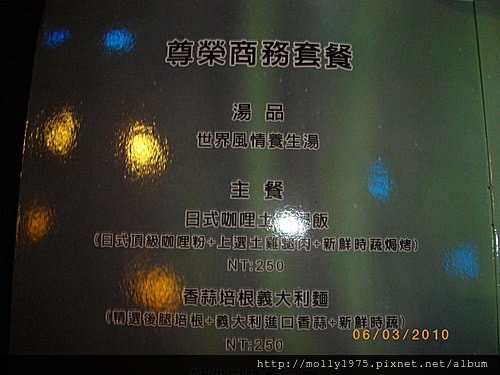 尊榮商務套餐
湯 品
世界風情養生湯
主 餐
日式咖哩土 飯
(日式頂級咖哩粉+上選土雞腿肉+新鮮時蔬焗烤)
NT:250
香蒜培根義大利麵
(精選後腿培根+義大利進口香蒜+新鮮時蔬)
NT:250
06/03/2010
http://molly1975.pixnet.net/album